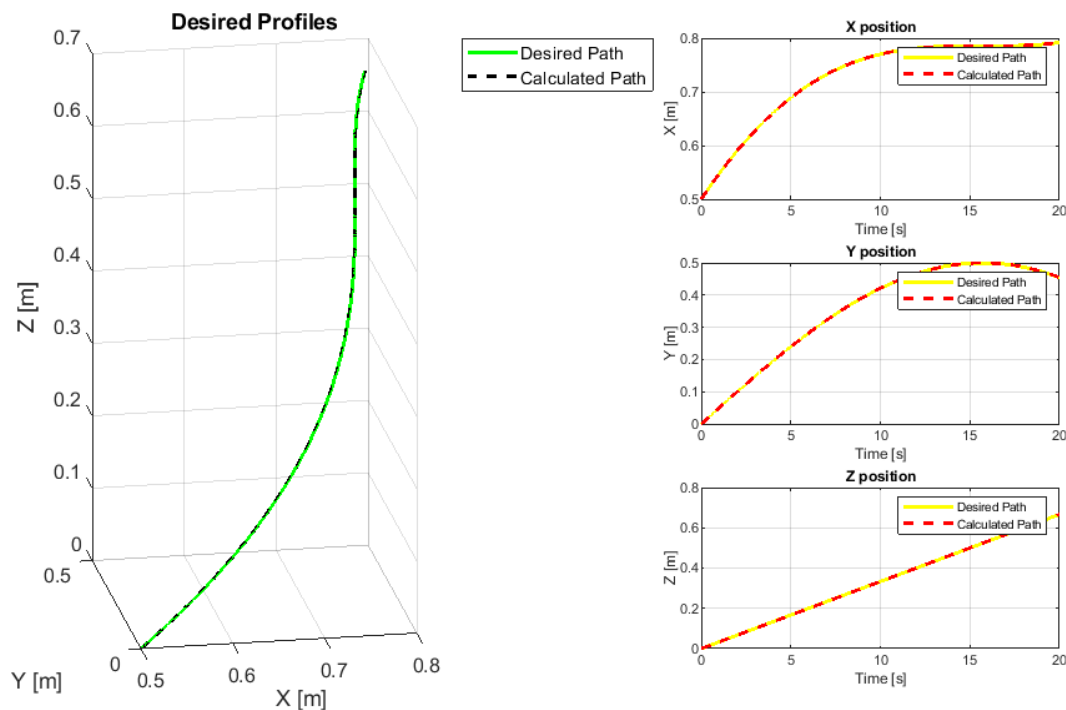 Desired Profiles
Desired Path
Calculated Path
0.7
0.6
0.5
0.4
0.3
0.2
0.1
0
Z [m]
0.5
0
Y [m]
0.5
0.6
0.7
0.8
X [m]
X position
Desired Path
Calculated Path
0.8
0.7
0.6
0.5
X [m]
0
5
10
15
20
Time [s]
Y position
Desired Path
Calculated Path
0.5
0.4
0.3
0.2
0.1
0
Y [m]
0
5
10
15
20
Time [s]
Z position
Desired Path
Calculated Path
0.8
0.6
0.4
0.2
0
Z [m]
0
5
10
15
20
Time [s]